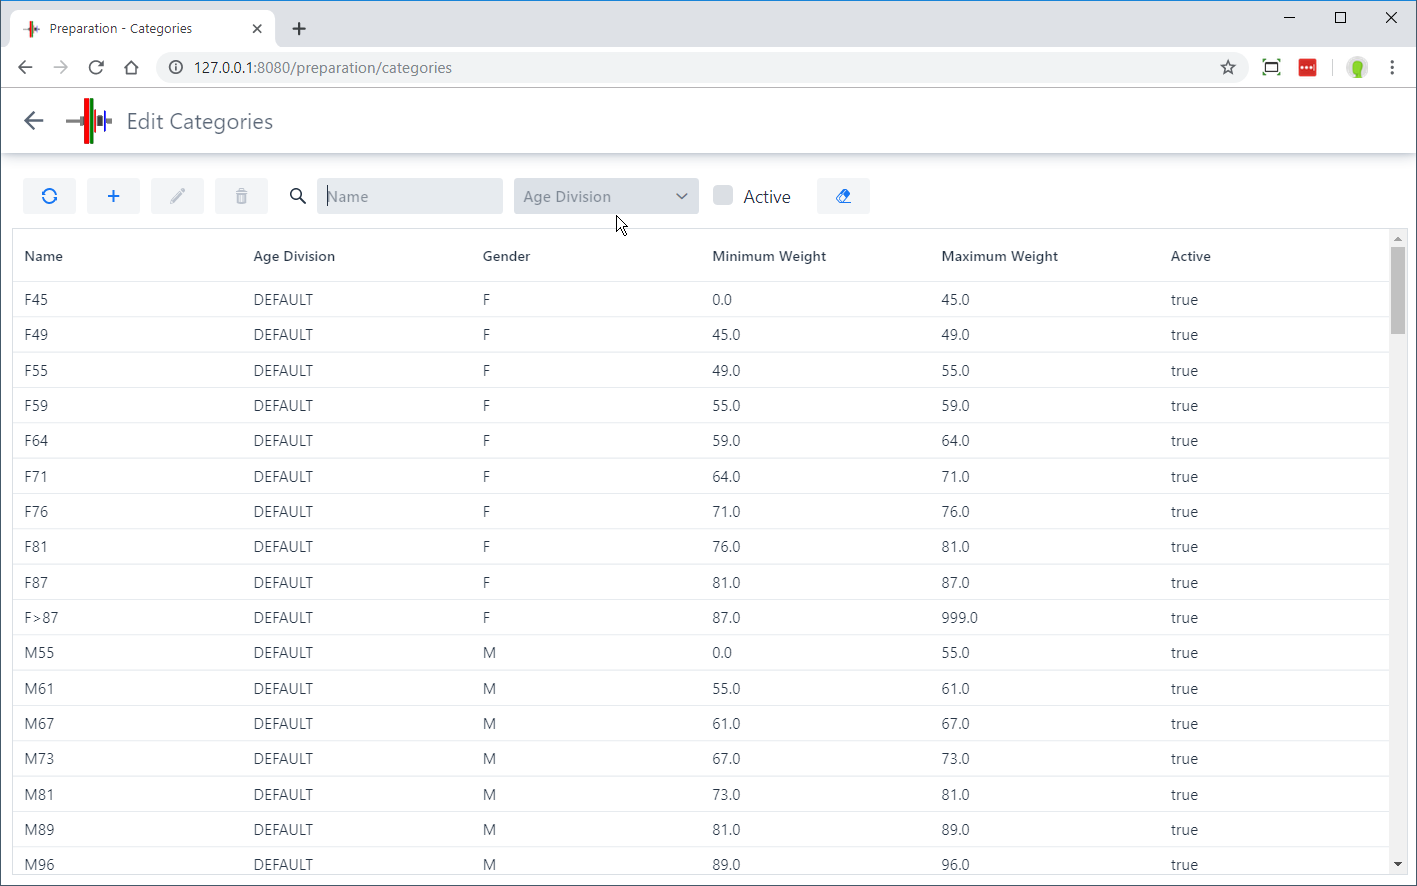 Preparation - Categories
127.0.0.1:8080/preparation/categories
Edit Categories
Name Age Division Active
Name Age Division Gender Minimum Weight Maximum Weight Active
F45 DEFAULT F 0.0 45.0 true
F49 DEFAULT F 45.0 49.0 true
F55 DEFAULT F 49.0 55.0 true
F59 DEFAULT F 55.0 59.0 true
F64 DEFAULT F 59.0 64.0 true
F71 DEFAULT F 64.0 71.0 true
F76 DEFAULT F 71.0 76.0 true
F81 DEFAULT F 76.0 81.0 true
F87 DEFAULT F 81.0 87.0 true
F>87 DEFAULT F 87.0 999.0 true
M55 DEFAULT M 0.0 55.0 true
M61 DEFAULT M 55.0 61.0 true
M67 DEFAULT M 61.0 67.0 true
M73 DEFAULT M 67.0 73.0 true
M81 DEFAULT M 73.0 81.0 true
M89 DEFAULT M 81.0 89.0 true
M96 DEFAULT M 89.0 96.0 true